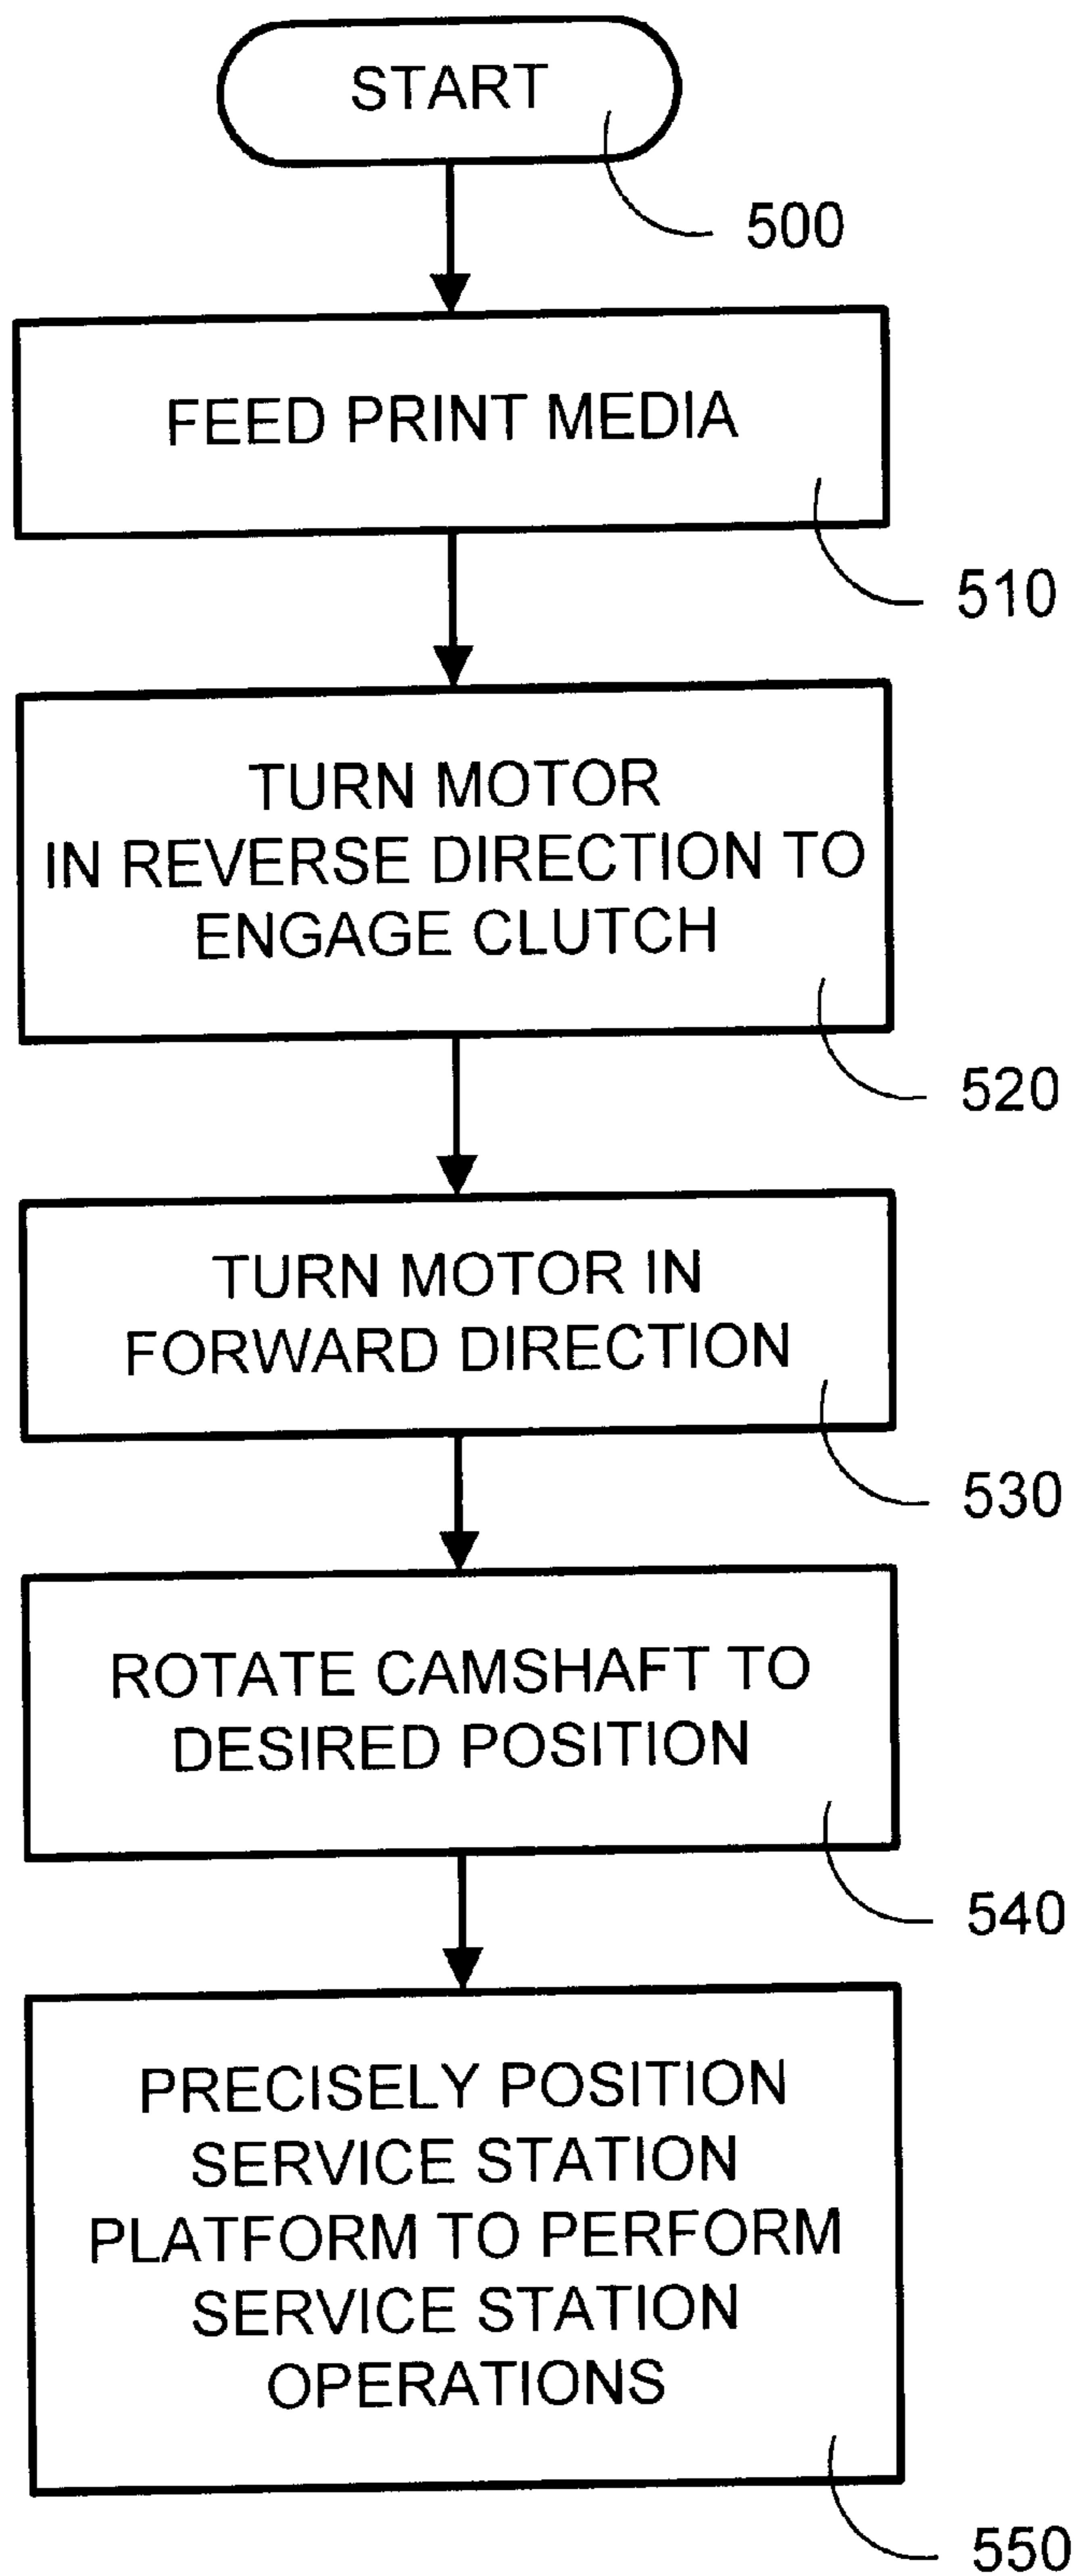 START
500
FEED PRINT MEDIA
510
TURN MOTOR
IN REVERSE DIRECTION TO
ENGAGE CLUTCH
520
TURN MOTOR IN
FORWARD DIRECTION
530
ROTATE CAMSHAFT TO
DESIRED POSITION
540
PRECISELY POSITION
SERVICE STATION
PLATFORM TO PERFORM
SERVICE STATION
OPERATIONS
550